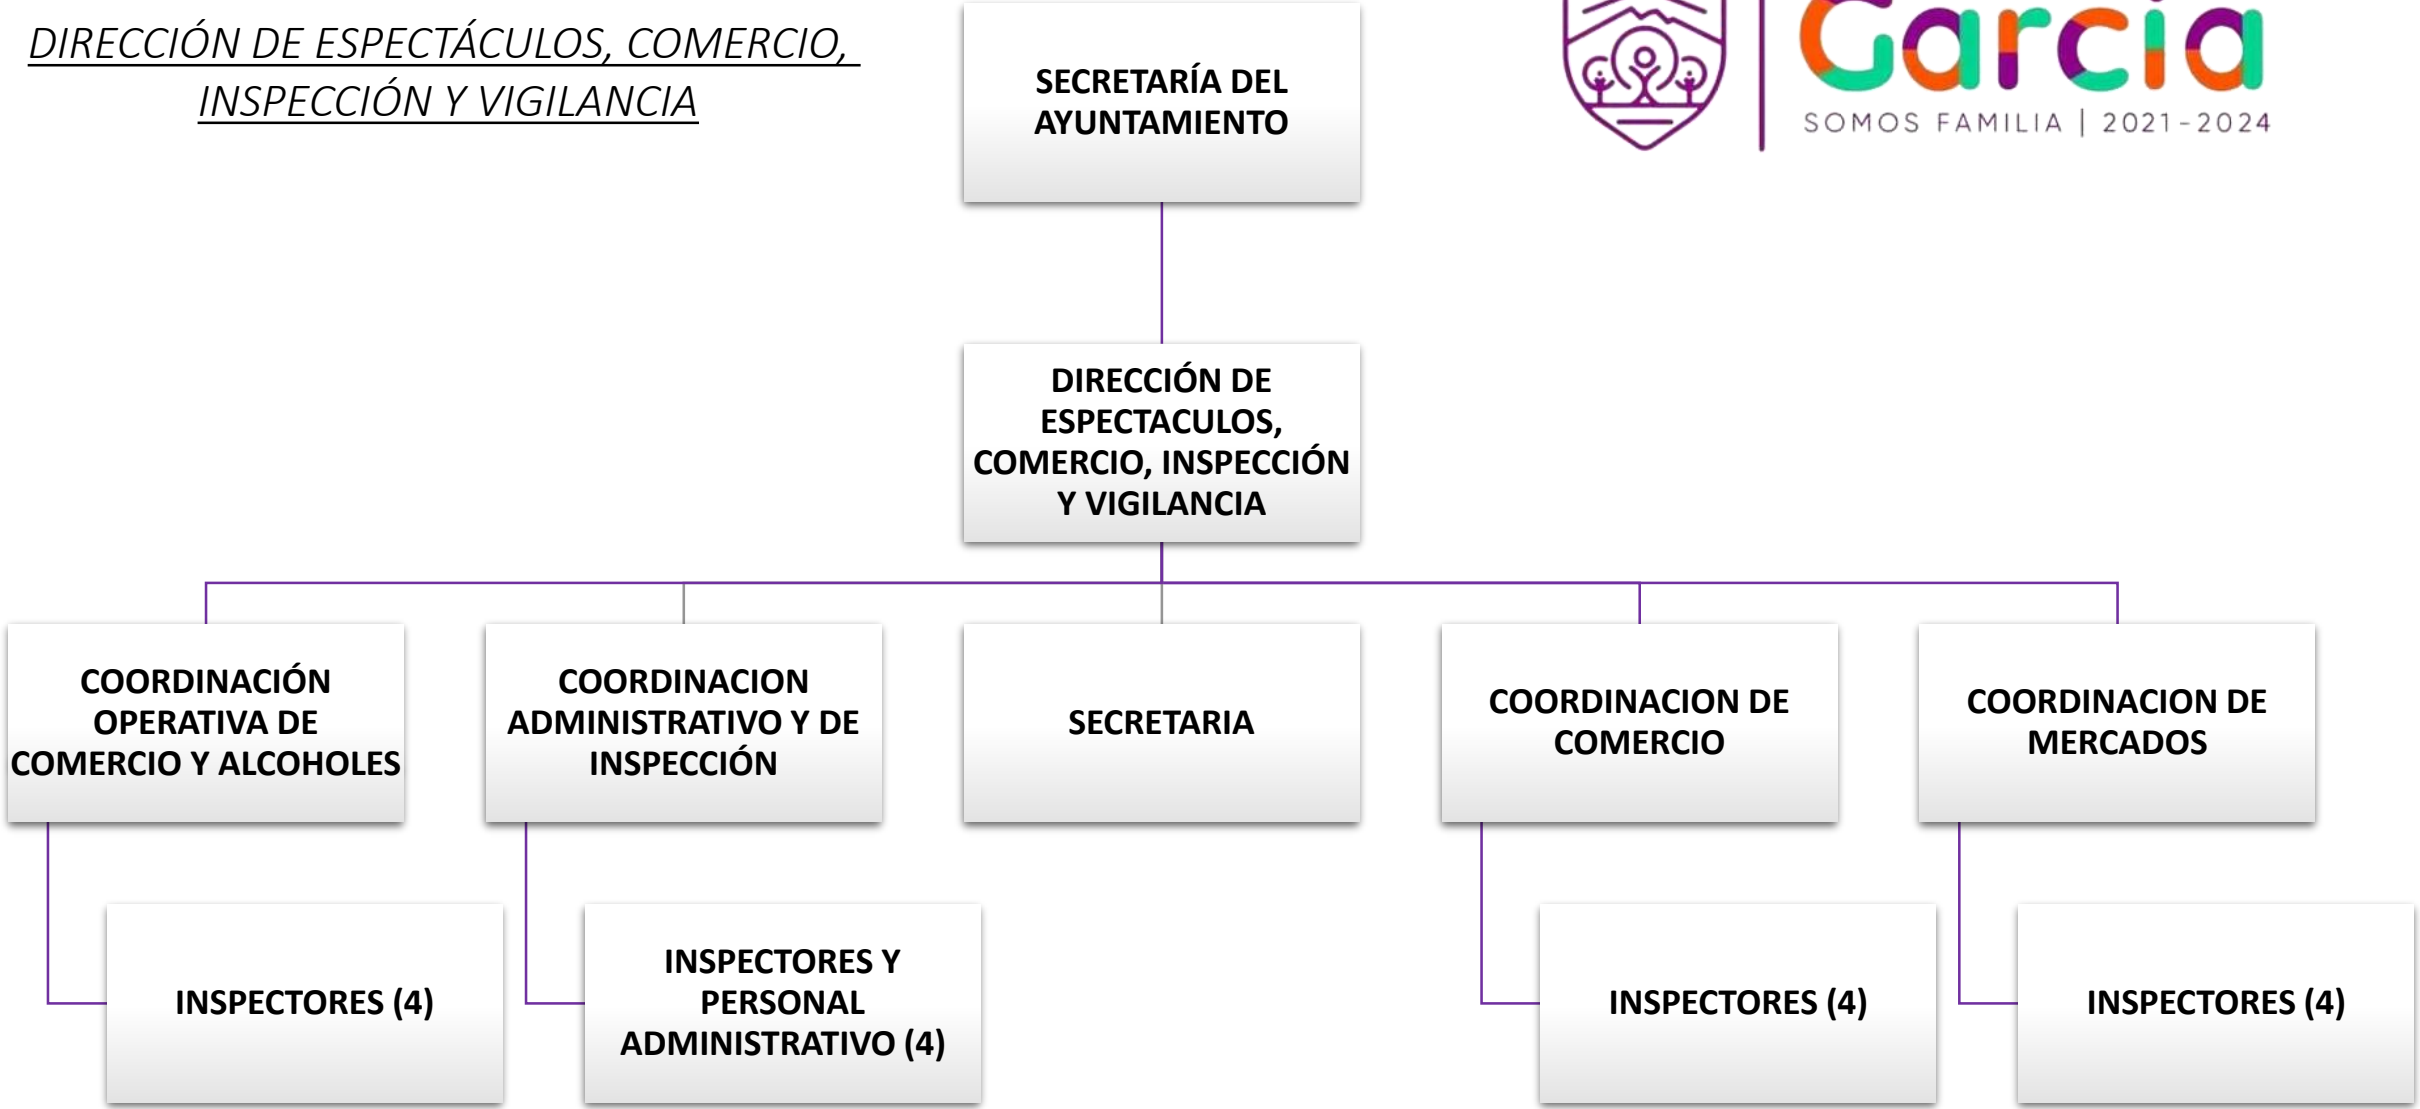 DIRECCIÓN DE ESPECTÁCULOS, COMERCIO,
INSPECCIÓN Y VIGILANCIA
García
SOMOS FAMILIA | 2021-2024
SECRETARÍA DEL
AYUNTAMIENTO
DIRECCIÓN DE
ESPECTACULOS,
COMERCIO, INSPECCIÓN
Y VIGILANCIA
COORDINACIÓN
OPERATIVA DE
COMERCIO Y ALCOHOLES
COORDINACION
ADMINISTRATIVO Y DE
INSPECCIÓN
SECRETARIA
COORDINACION DE
COMERCIO
COORDINACION DE
MERCADOS
INSPECTORES (4)
INSPECTORES Y
PERSONAL
ADMINISTRATIVO (4)
INSPECTORES (4)
INSPECTORES (4)